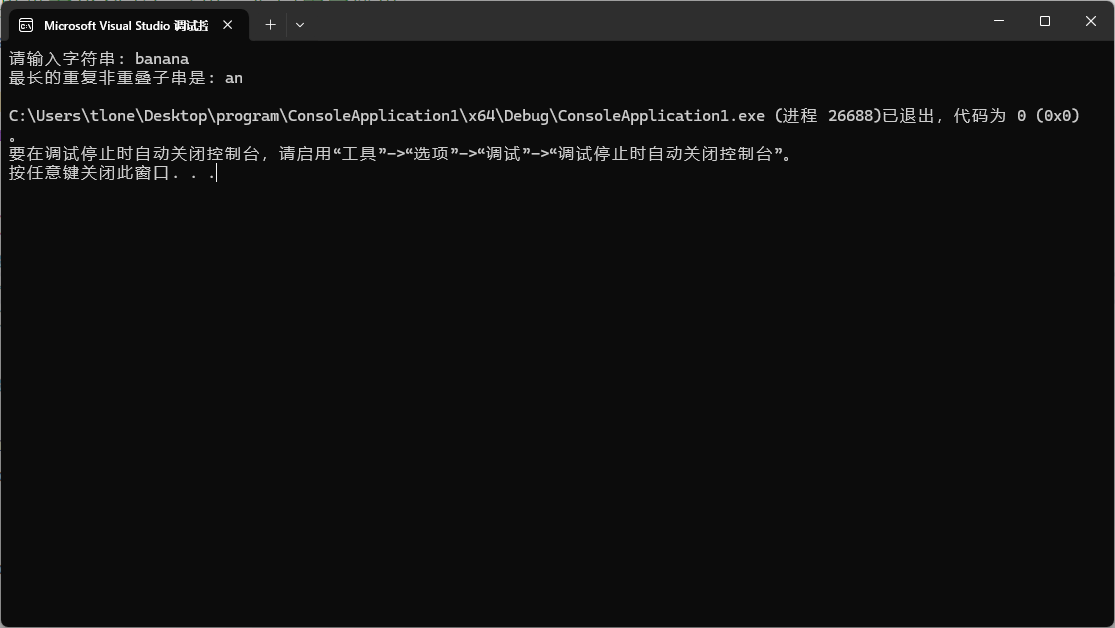 Microsoft Visual Studio 调试控
请输入字符串: banana
最长的重复非重叠子串是: an
C:\Users\tlone\Desktop\program\ConsoleApplication1\x64\Debug\ConsoleApplication1.exe (进程 26688)已退出，代码为 0 (0x0)
。
要在调试停止时自动关闭控制台，请启用“工具”->“选项”->“调试”->“调试停止时自动关闭控制台”。
按任意键关闭此窗口. . .